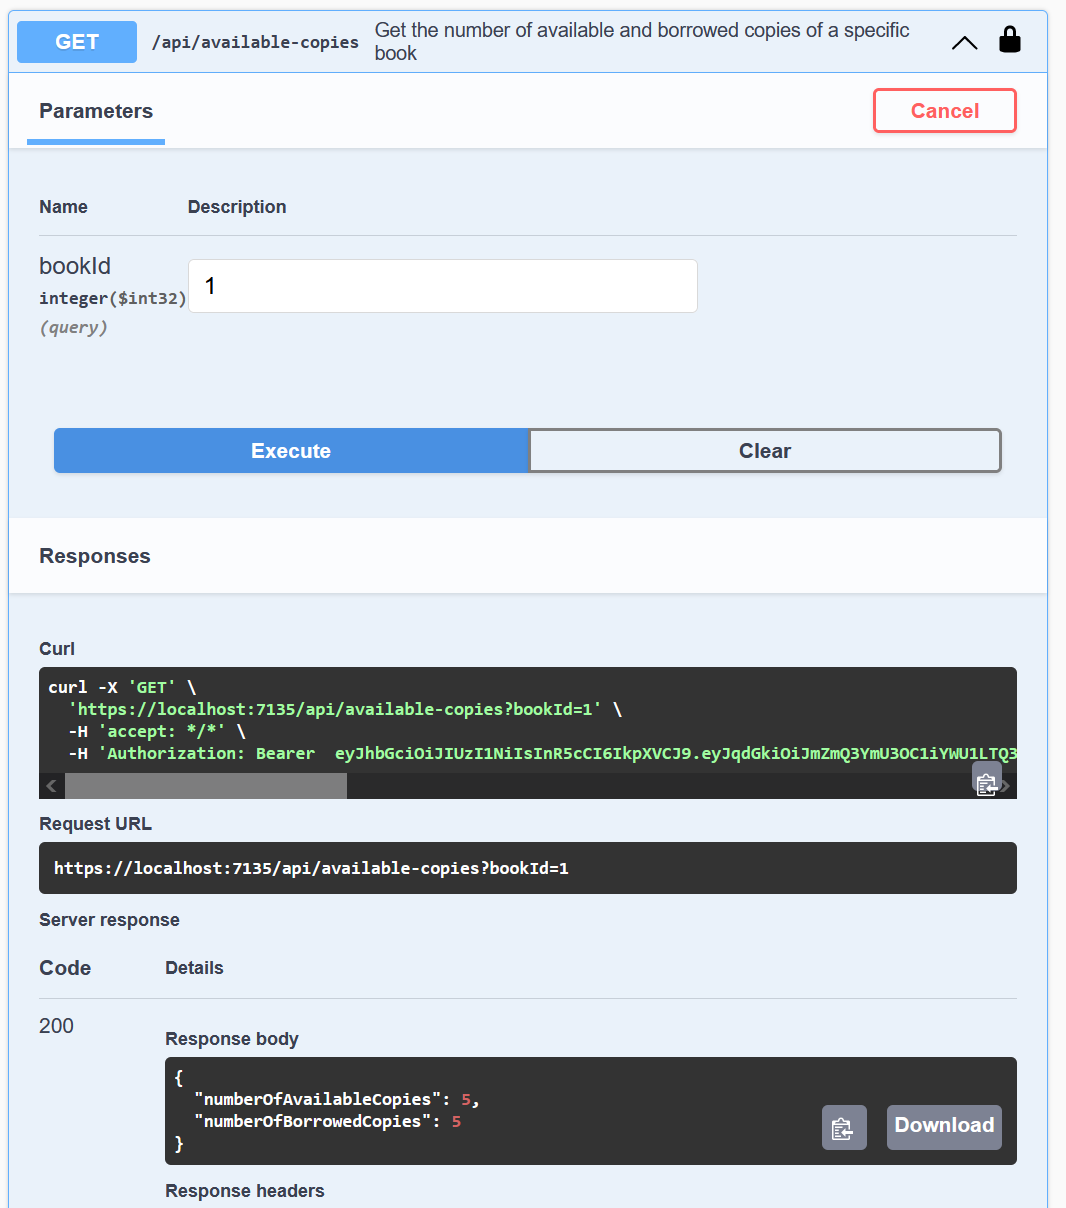 GET /api/available-copies Get the number of available and borrowed copies of a specific
book
Parameters
Cancel
Name Description
bookId
1
integer($int32)
(query)
Execute Clear
Responses
Curl
curl -X 'GET' \
'https://localhost:7135/api/available-copies?bookId=1' \
-H 'accept: */*' \
-H 'Authorization: Bearer  eyJhbGciOiJIUzI1NiIsInR5cCI6IkpXVCJ9.eyJqdGkiOiJmZmQ3YmU3OC1iYWU1LTQ3
Request URL
https://localhost:7135/api/available-copies?bookId=1
Server response
Code Details
200
Response body
{
"numberOfAvailableCopies": 5,
"numberOfBorrowedCopies": 5
}
Download
Response headers